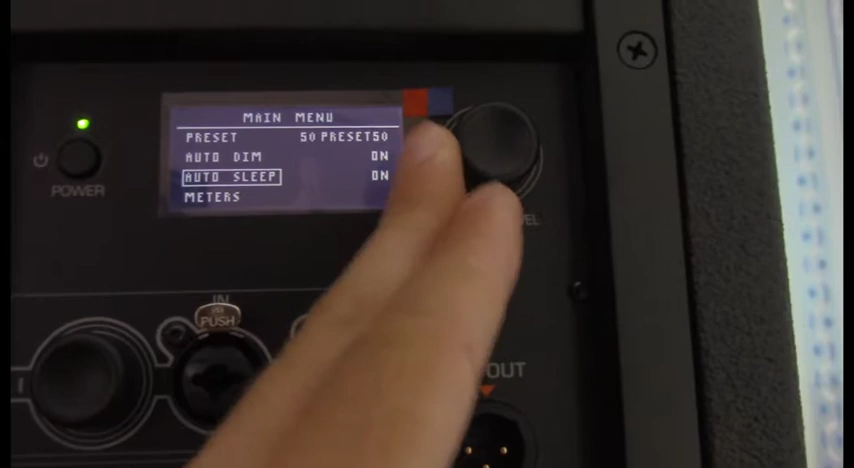 MAIN MENU
PRESET 50 PRESET50
AUTO DIM ON
AUTO SLEEP ON
METERS
POWER
IN
PUSH
OUT